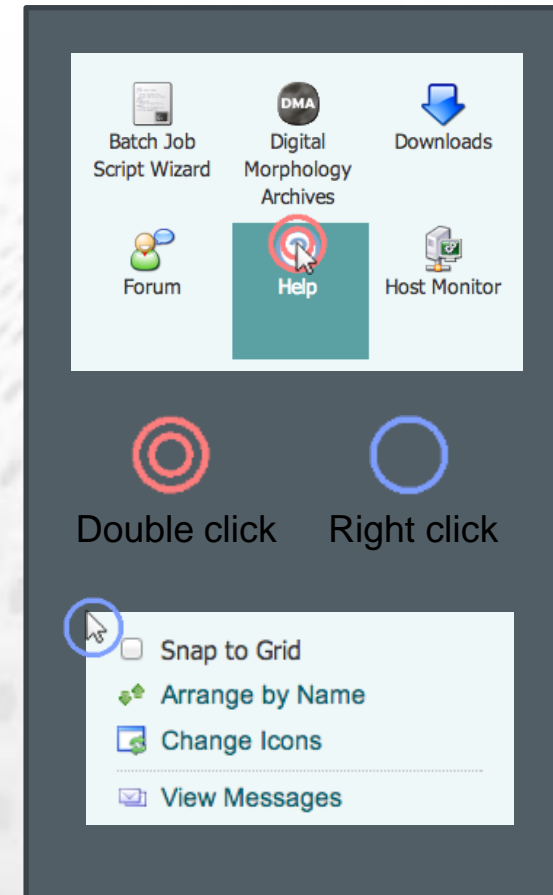 DMA
Batch Job
Script Wizard
Digital
Morphology
Archives
Downloads
Forum
Help
Host Monitor
Double click
Right click
Snap to Grid
Arrange by Name
Change Icons
View Messages